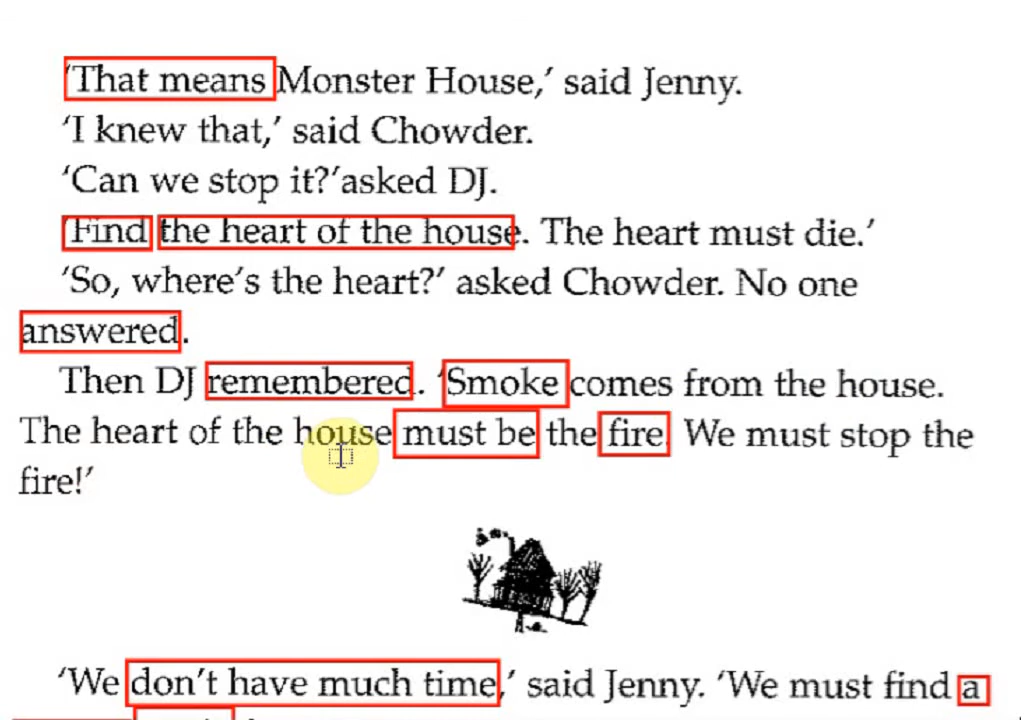 'That means Monster House,' said Jenny.
'I knew that,' said Chowder.
'Can we stop it?'asked DJ.
'Find the heart of the house. The heart must die.'
'So, where's the heart?' asked Chowder. No one
answered.
Then DJ remembered. 'Smoke comes from the house.
The heart of the house must be the fire. We must stop the
fire!'
'We don't have much time,' said Jenny. 'We must find a